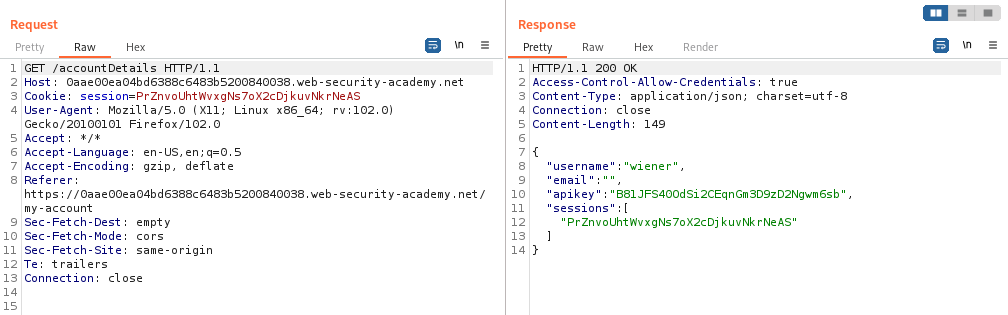 Request
Pretty Raw Hex
\n
1 GET /accountDetails HTTP/1.1
2 Host: 0aae00ea04bd6388c6483b5200840038.web-security-academy.net
3 Cookie: session=PrZnvoUhtWvxgNs7oX2cDjkuvNkrNeAS
4 User-Agent: Mozilla/5.0 (X11; Linux x86_64; rv:102.0)
Gecko/20100101 Firefox/102.0
5 Accept: */*
6 Accept-Language: en-US,en;q=0.5
7 Accept-Encoding: gzip, deflate
8 Referer:
https://0aae00ea04bd6388c6483b5200840038.web-security-academy.net/
my-account
9 Sec-Fetch-Dest: empty
10 Sec-Fetch-Mode: cors
11 Sec-Fetch-Site: same-origin
12 Te: trailers
13 Connection: close
14
15
Response
Pretty Raw Hex Render
\n
1 HTTP/1.1 200 OK
2 Access-Control-Allow-Credentials: true
3 Content-Type: application/json; charset=utf-8
4 Connection: close
5 Content-Length: 149
6
7 {
8 "username":"wiener",
9 "email":"",
10 "apikey":"B81JFS4OOdSi2CEqnGm3D9zD2Ngwm6sb",
11 "sessions":[
12 "PrZnvoUhtWvxgNs7oX2cDjkuvNkrNeAS"
13 ]
14 }